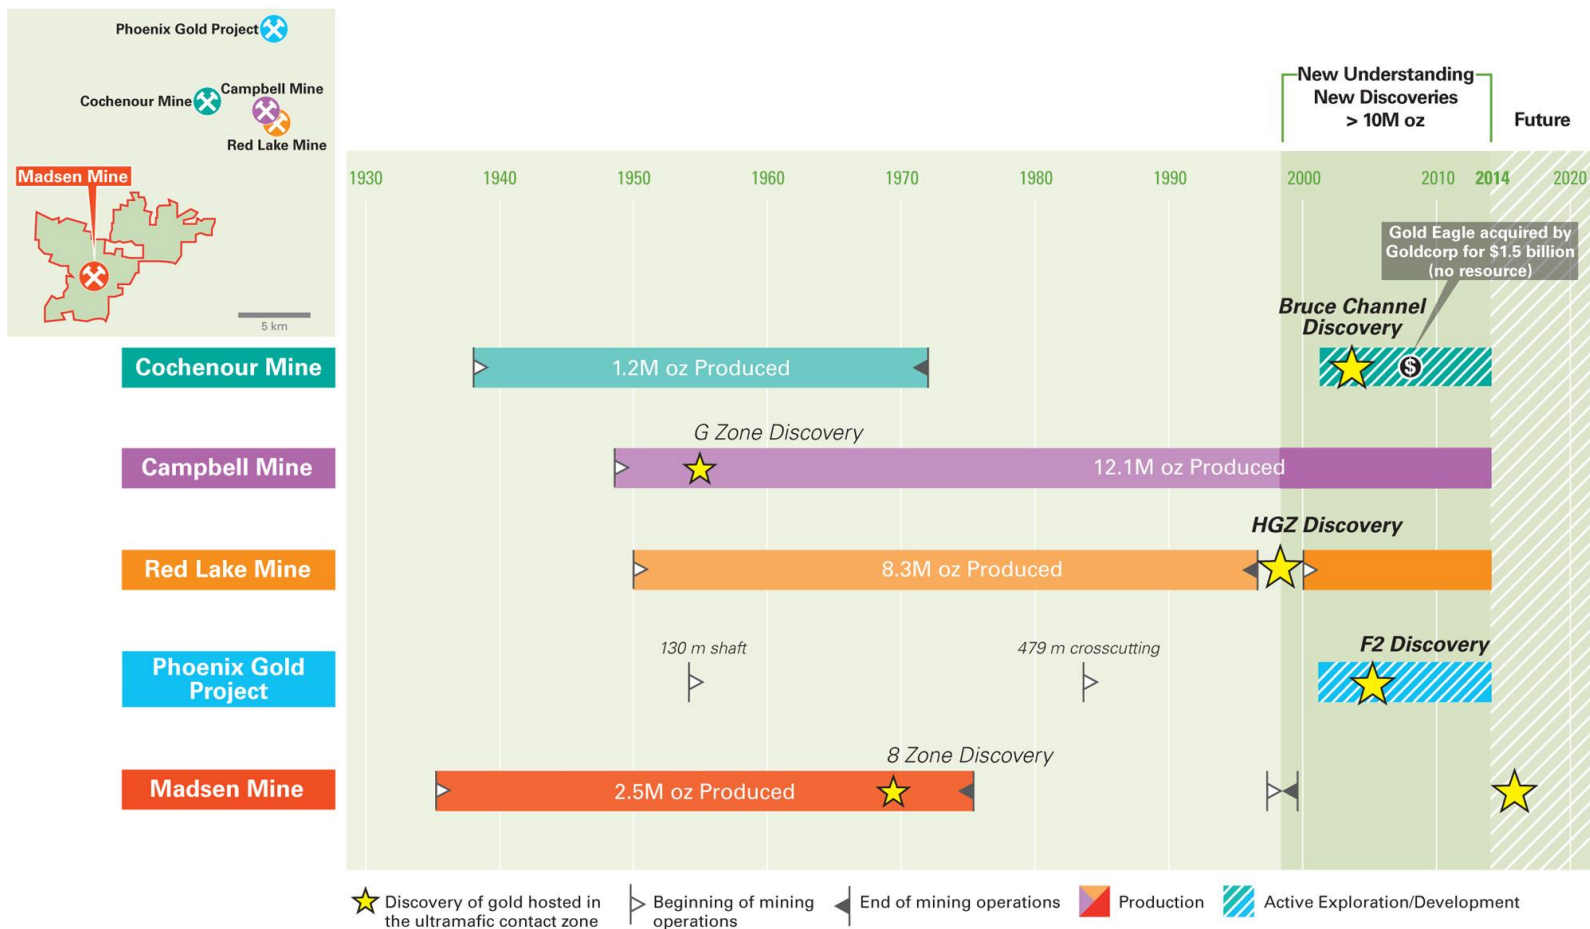 Phoenix Gold Project
Campbell Mine
Cochenour Mine
Red Lake Mine
Madsen Mine
5 km
New Understanding
New Discoveries
> 10M oz
Future
1930 1940 1950 1960 1970 1980 1990 2000 2010 2014 2020
Gold Eagle acquired by
Goldcorp for $1.5 billion
(no resource)
Bruce Channel
Discovery
Cochenour Mine
1.2M oz Produced
$
G Zone Discovery
Campbell Mine
12.1M oz Produced
HGZ Discovery
Red Lake Mine
8.3M oz Produced
130 m shaft
479 m crosscutting
F2 Discovery
Phoenix Gold
Project
8 Zone Discovery
Madsen Mine
2.5M oz Produced
Discovery of gold hosted in
the ultramafic contact zone
Beginning of mining
operations
End of mining operations
Production
Active Exploration/Development